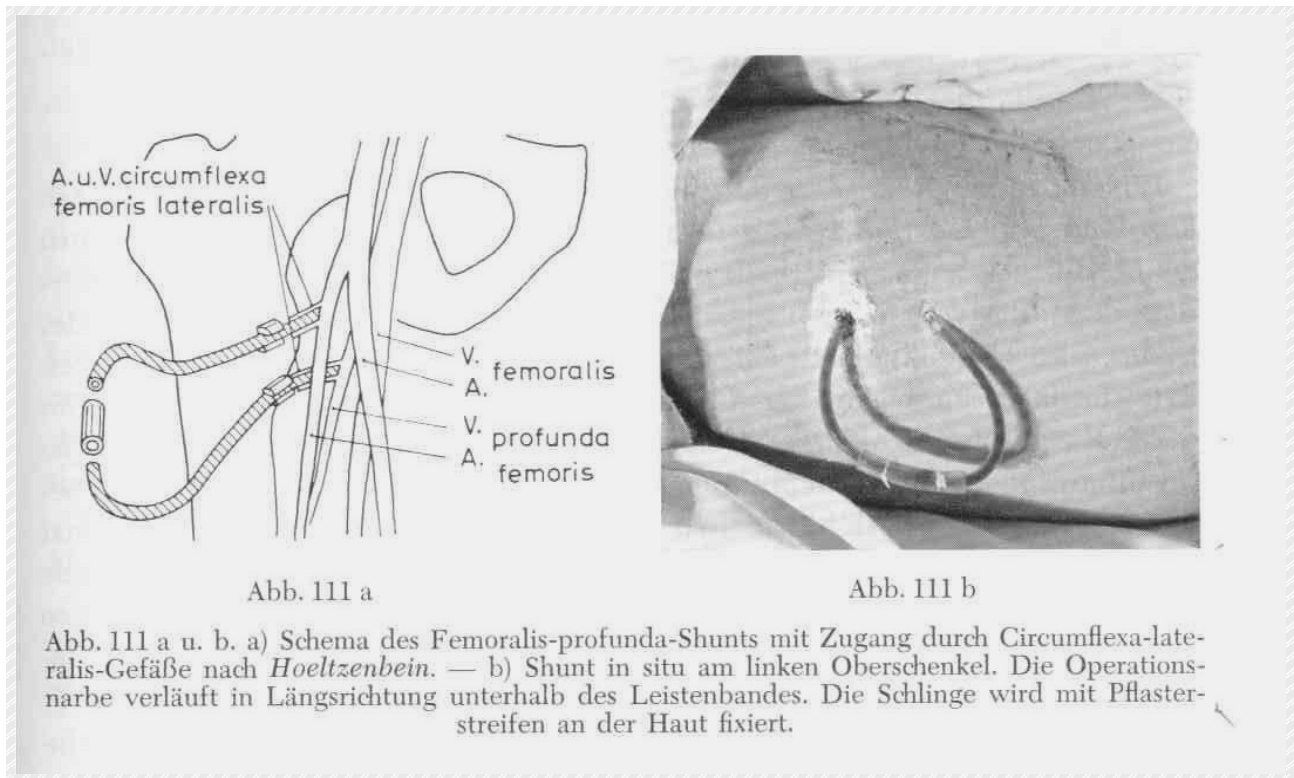 A.u.V. circumflexa
femoris lateralis
V.
femoralis
A.
V.
profunda
A.
femoris
Abb. 111 a
Abb. 111 b
Abb. 111 a u. b. a) Schema des Femoralis-profunda-Shunts mit Zugang durch Circumflexa-late-
ralis-Gefäße nach Hoeltzenbein. — b) Shunt in situ am linken Oberschenkel. Die Operations-
narbe verläuft in Längsrichtung unterhalb des Leistenbandes. Die Schlinge wird mit Pflaster-
streifen an der Haut fixiert.